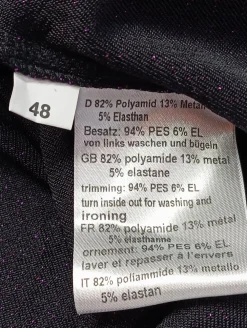 48
D 82% Polyamid 13% Metall
5% Elasthan
Besatz: 94% PES 6% EL
von links waschen und bügeln
GB 82% polyamide 13% metal
5% elastane
trimming: 94% PES 6% EL
turn inside out for washing and
ironing
FR 82% polyamide 13% métal
5% élasthanne
ornement: 94% PES 6% EL
laver et repasser à l'envers
IT 82% poliammide 13% metallo
5% elastan